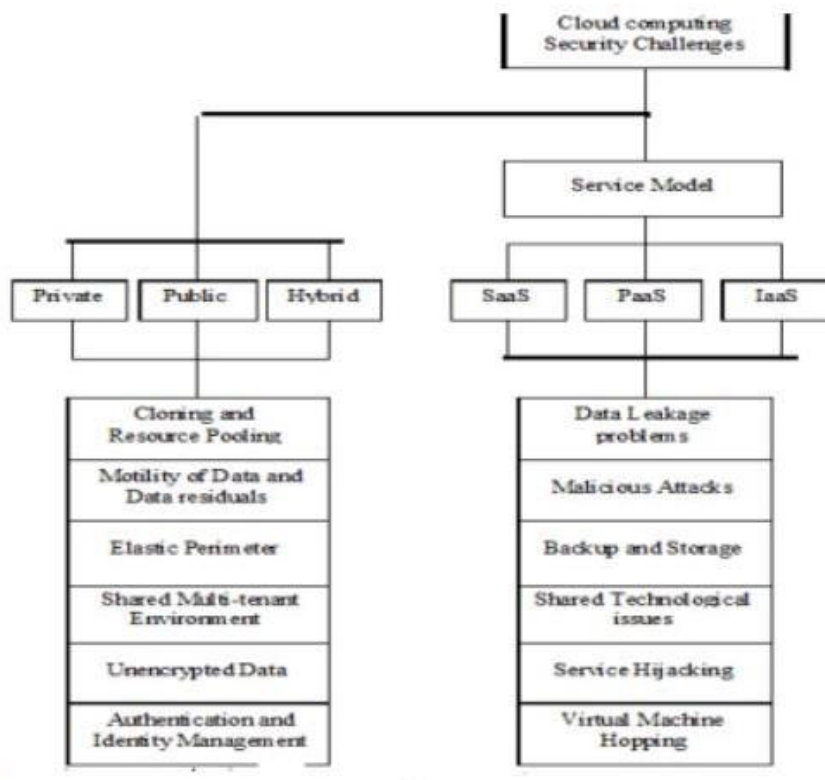 Cloud computing
Security Challenges
Service Model
Private
Public
Hybrid
SaaS
PaaS
IaaS
Cloning and
Resource Pooling
Motility of Data and
Data residuals
Elastic Perimeter
Shared Multi-tenant
Environment
Unencrypted Data
Authentication and
Identity Management
Data Leakage
problems
Malicious Attacks
Backup and Storage
Shared Technological
issues
Service Hijacking
Virtual Machine
Hopping